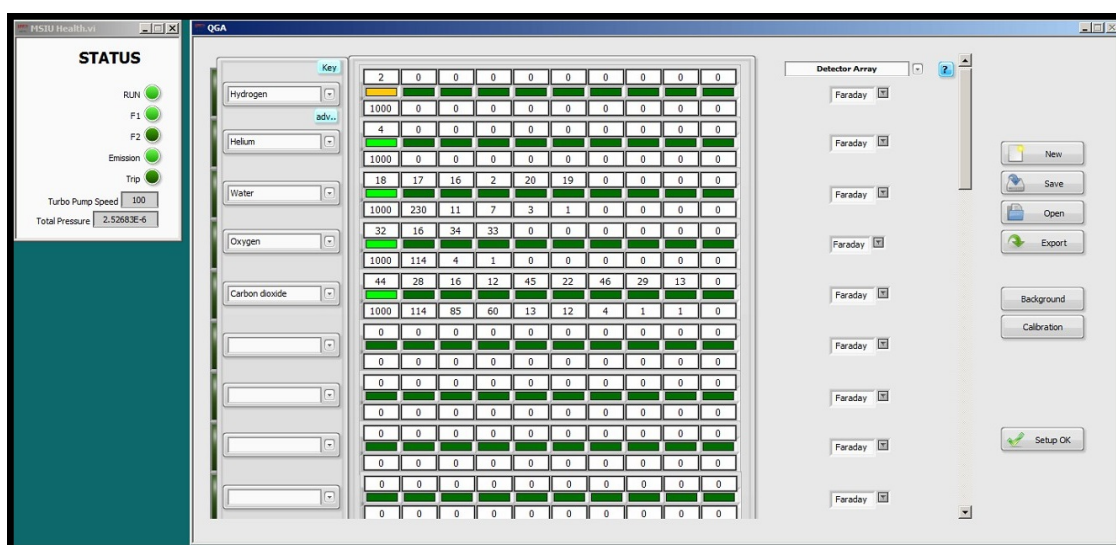 MSIU Health.vi
STATUS
RUN
F1
F2
Emission
Trip
Turbo Pump Speed 100
Total Pressure 2.52683E-6
QGA
Key
Detector Array ?
2 0 0 0 0 0 0 0 0 0
Hydrogen Faraday
1000 0 0 0 0 0 0 0 0 0
adv..
4 0 0 0 0 0 0 0 0 0
Helium Faraday
1000 0 0 0 0 0 0 0 0 0
18 17 16 2 20 19 0 0 0 0
Water Faraday
1000 230 11 7 3 1 0 0 0 0
32 16 34 33 0 0 0 0 0 0
Oxygen Faraday
1000 114 4 1 0 0 0 0 0 0
44 28 16 12 45 22 46 29 13 0
Carbon dioxide Faraday
1000 114 85 60 13 12 4 1 1 0
0 0 0 0 0 0 0 0 0 0
Faraday
0 0 0 0 0 0 0 0 0 0
0 0 0 0 0 0 0 0 0 0
Faraday
0 0 0 0 0 0 0 0 0 0
0 0 0 0 0 0 0 0 0 0
Faraday
0 0 0 0 0 0 0 0 0 0
0 0 0 0 0 0 0 0 0 0
Faraday
0 0 0 0 0 0 0 0 0 0
New
Save
Open
Export
Background
Calibration
Setup OK